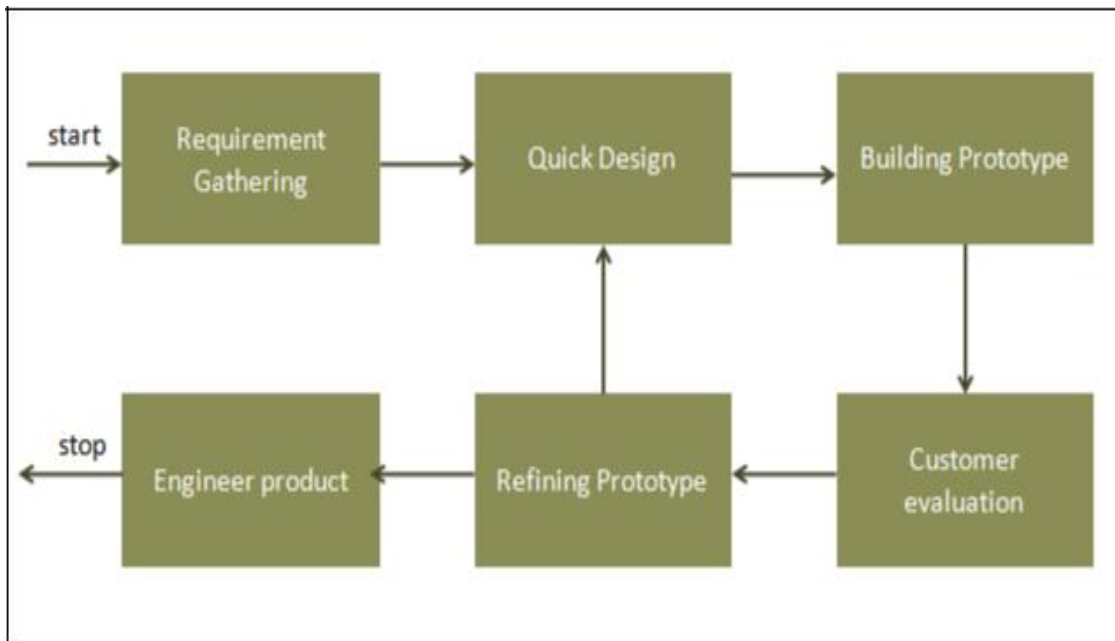 start
Requirement
Gathering
Quick Design
Building Prototype
stop
Engineer product
Refining Prototype
Customer
evaluation